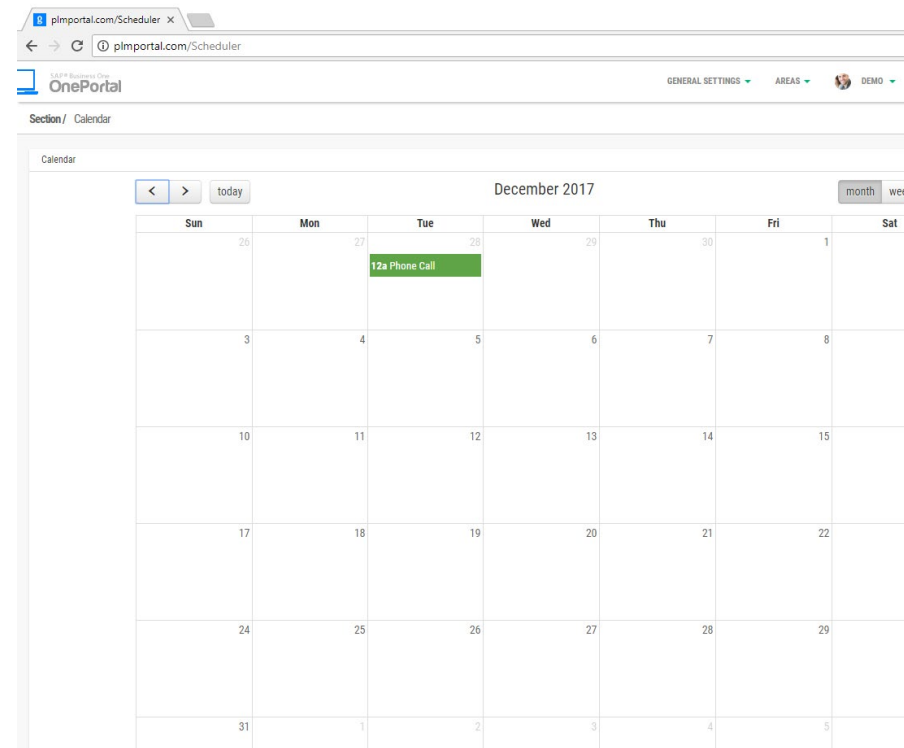 plmportal.com/Scheduler
plmportal.com/Scheduler
SAP® Business One
OnePortal
GENERAL SETTINGS
AREAS
DEMO
Section / Calendar
Calendar
today
December 2017
month
Sun Mon Tue Wed Thu Fri Sat
26 27 28 29 30 1
12a Phone Call
3 4 5 6 7 8
10 11 12 13 14 15
17 18 19 20 21 22
24 25 26 27 28 29
31 1 2 3 4 5